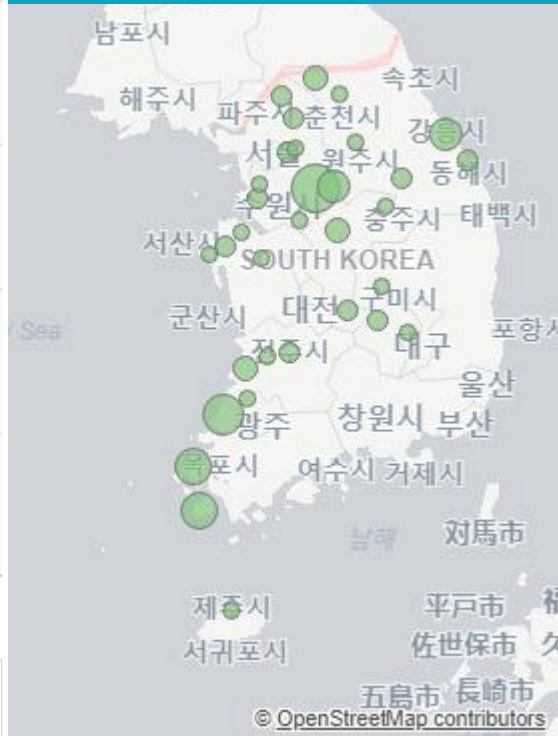 남포시
속초시
해주시
파주시
춘천시
강릉시
서울
원주시
동해시
수원시
충주시
태백시
서산시
SOUTH KOREA
군산시
대전
구미시
Sea
포항시
전주시
대구
울산
창원시
부산
광주
목포시
여수시
거제시
남해
対馬市
제주시
平戸市
서귀포시
佐世保市
五島市
長崎市
© OpenStreetMap contributors